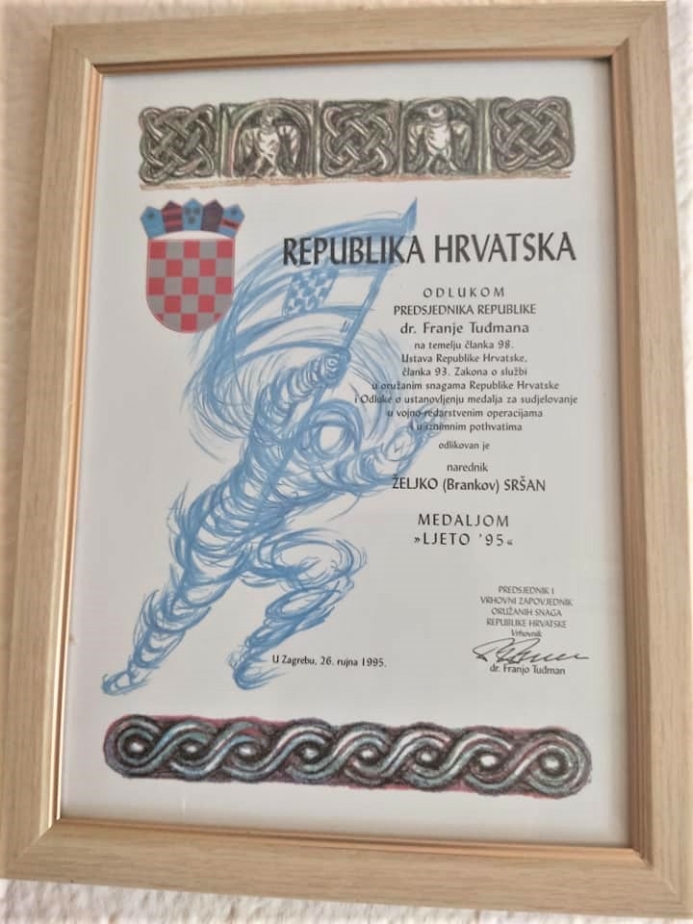 REPUBLIKA HRVATSKA
ODLUKOM
PREDSJEDNIKA REPUBLIKE
dr. Franje Tuđmana
na temelju članka 98.
Ustava Republike Hrvatske,
članka 93. Zakona o službi
u oružanim snagama Republike Hrvatske
i Odluke o ustanovljenju medalja za sudjelovanje
u vojno-redarstvenim operacijama
i u iznimnim pothvatima
odlikovan je
narednik
ŽELJKO (Brankov) SRŠAN
MEDALJOM
»LJETO '95«
PREDSJEDNIK I
VRHOVNI ZAPOVJEDNIK
ORUŽANIH SNAGA
REPUBLIKE HRVATSKE
Vrhovnik
dr. Franjo Tuđman
U Zagrebu, 26. rujna 1995.